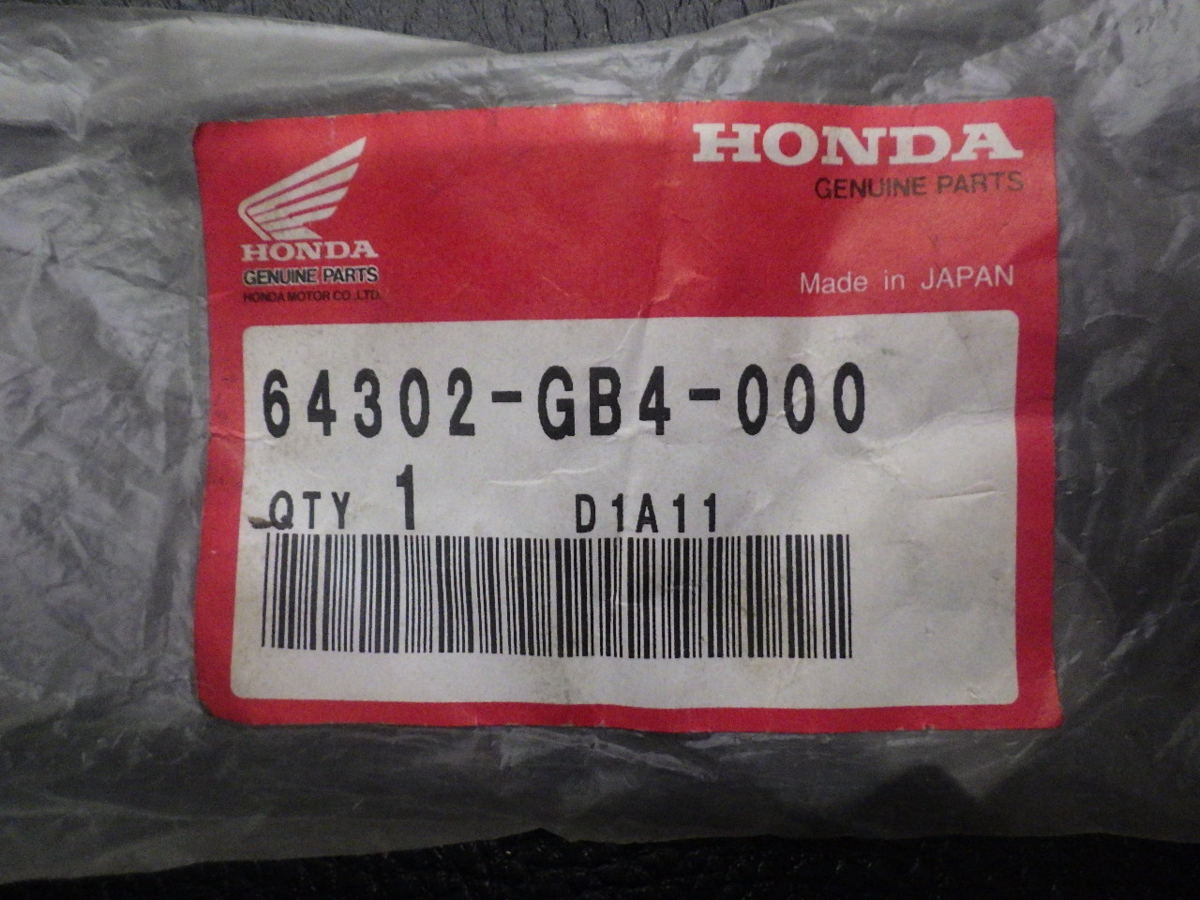 HONDA
GENUINE PARTS
HONDA MOTOR CO.,LTD.
HONDA
GENUINE PARTS
Made in JAPAN
64302-GB4-000
QTY 1 D1A11